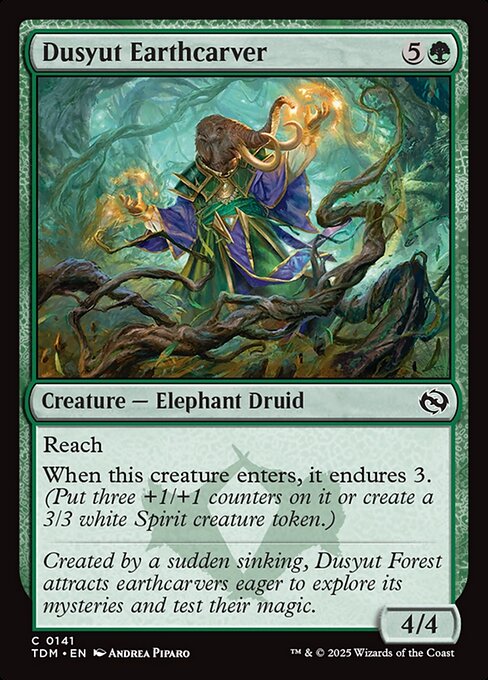 Dusyut Earthcarver 5
Creature — Elephant Druid
Reach
When this creature enters, it endures 3.
(Put three +1/+1 counters on it or create a
3/3 white Spirit creature token.)
Created by a sudden sinking, Dusyut Forest
attracts earthcarvers eager to explore its
mysteries and test their magic.
4/4
C 0141
TDM • EN Andrea Piparo
™ & © 2025 Wizards of the Coast